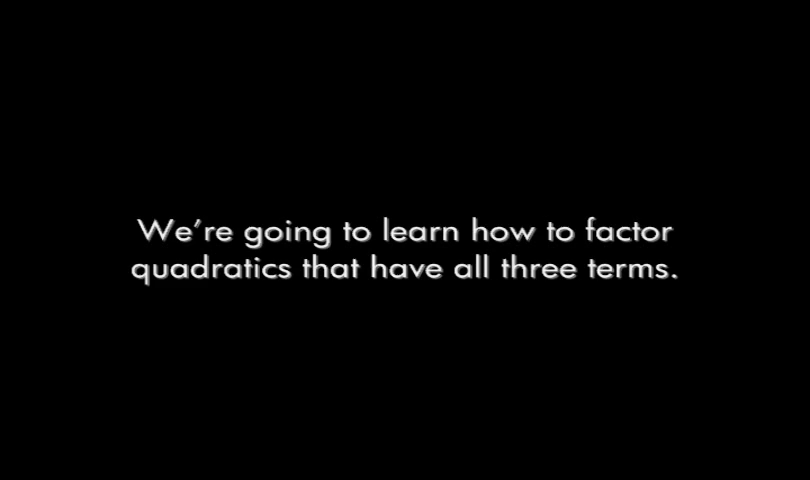 We're going to learn how to factor
quadratics that have all three terms.